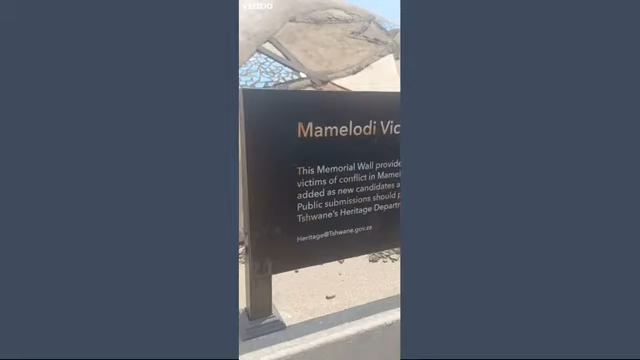 Mamelodi Vic
This Memorial Wall provide
victims of conflict in Mamel
added as new candidates a
Public submissions should p
Tshwane's Heritage Departm
Heritage@Tshwane.gov.za